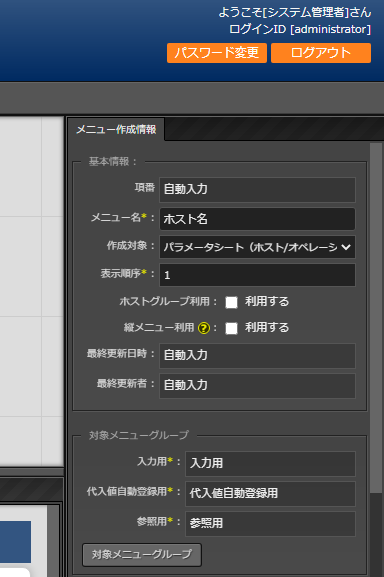 ようこそ[システム管理者]さん
ログインID [administrator]
パスワード変更 ログアウト
メニュー作成情報
基本情報：
項番 自動入力
メニュー名*： ホスト名
作成対象： パラメータシート（ホスト/オペレーシ
表示順序*： 1
ホストグループ利用： 利用する
縦メニュー利用 ?： 利用する
最終更新日時： 自動入力
最終更新者： 自動入力
対象メニューグループ
入力用*： 入力用
代入値自動登録用*： 代入値自動登録用
参照用*： 参照用
対象メニューグループ